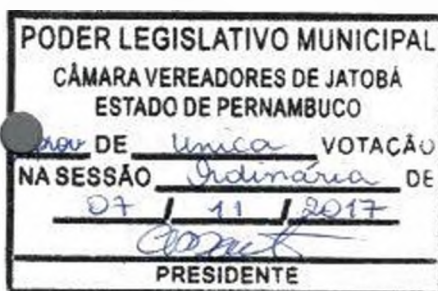 PODER LEGISLATIVO MUNICIPAL
CÂMARA VEREADORES DE JATOBÁ
ESTADO DE PERNAMBUCO
DE Unica VOTAÇÃO
NA SESSÃO Ordinária DE
07 / 11 / 2017
PRESIDENTE